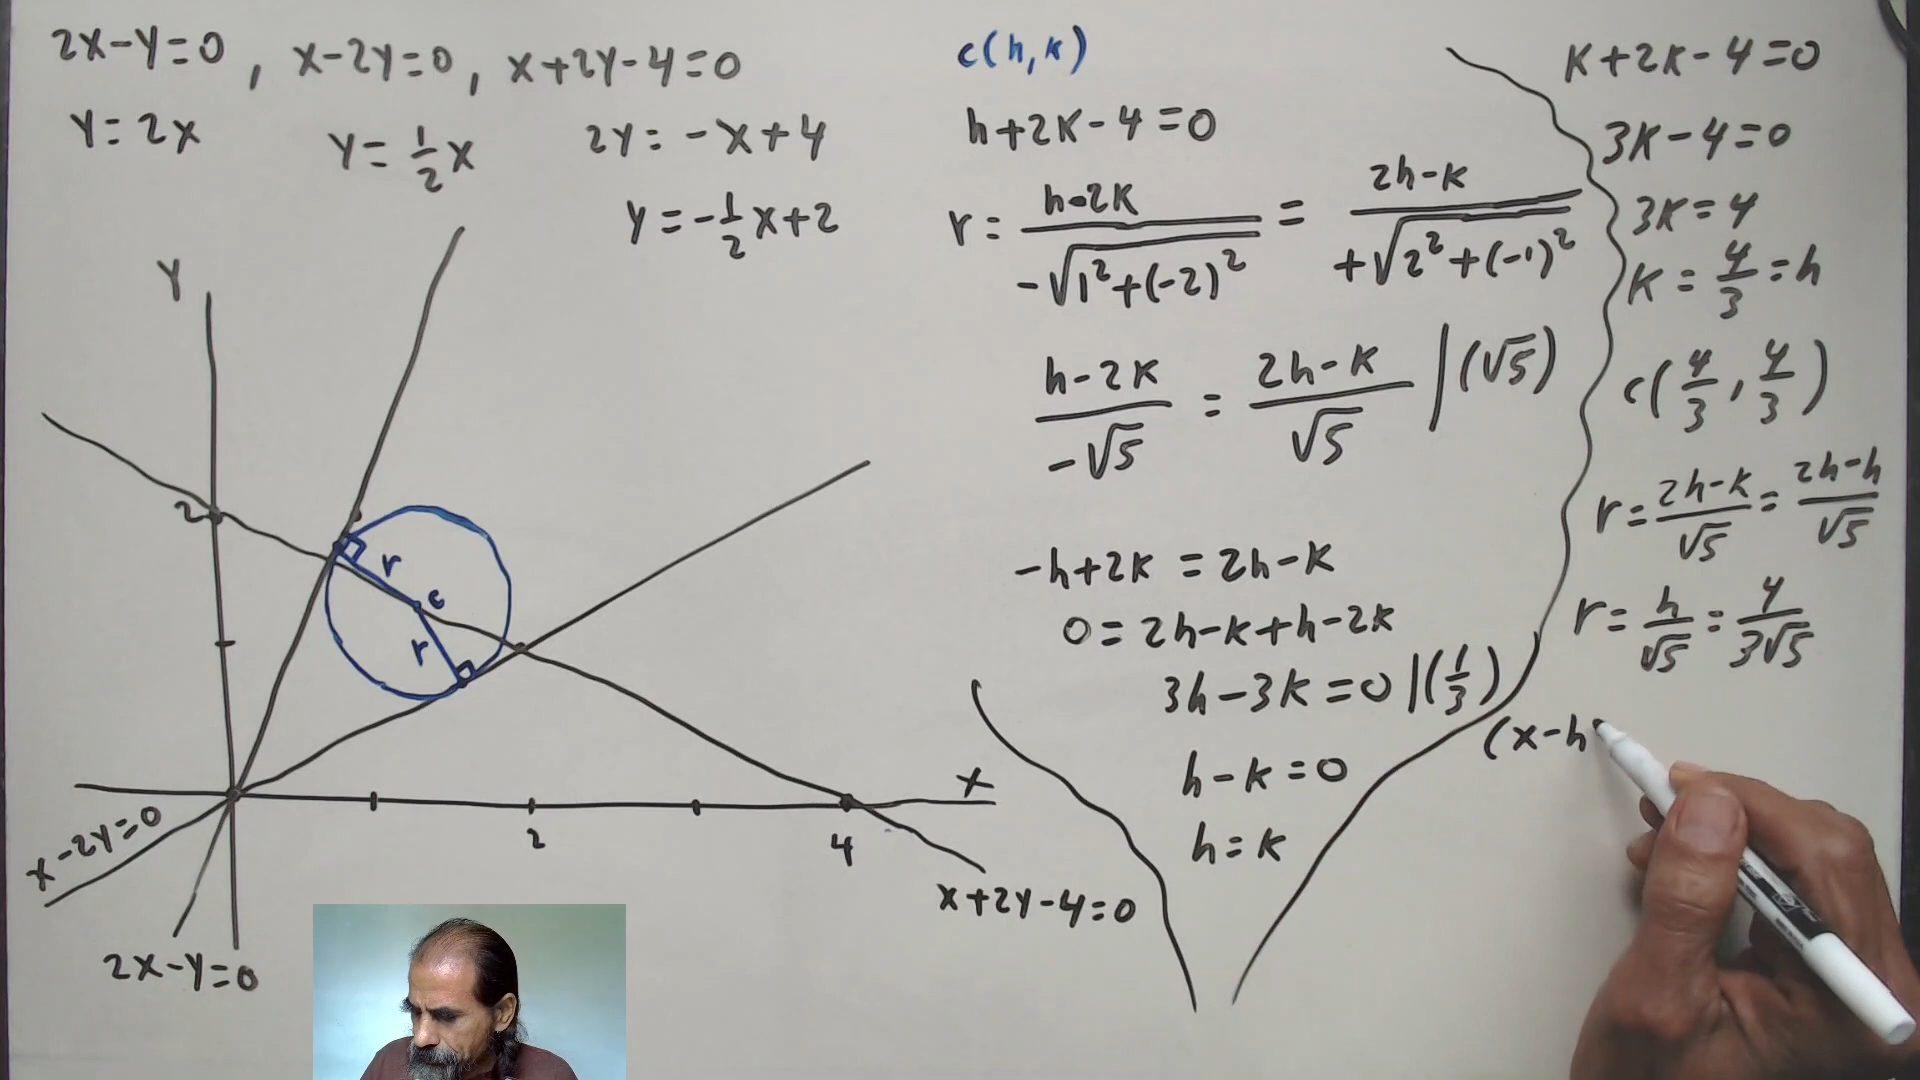 2x-y=0, x-2y=0, x+2y-4=0
y=2x
y=1/2x
2y=-x+4
y=-1/2x+2
y
2
r
c
r
x
2
4
x-2y=0
2x-y=0
x+2y-4=0
c(h,k)
h+2k-4=0
r=h-2k/-√1²+(-2)²=2h-k/+√2²+(-1)²
h-2k/-√5=2h-k/√5|(√5)
-h+2k=2h-k
0=2h-k+h-2k
3h-3k=0|(1/3)
h-k=0
h=k
k+2k-4=0
3k-4=0
3k=4
k=4/3=h
c(4/3,4/3)
r=2h-k/√5=2h-h/√5
r=h/√5=4/3√5
(x-h